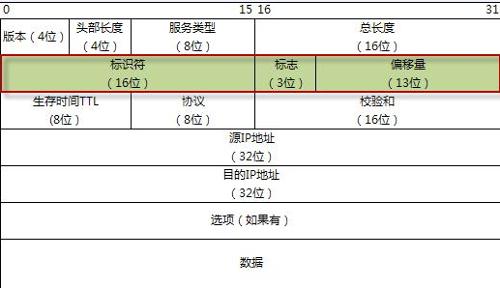 0 15 16 31
版本（4位） 头部长度 服务类型 总长度
（4位） （8位） （16位）
标识符 标志 偏移量
（16位） （3位） （13位）
生存时间TTL 协议 校验和
(8位） （8位） （16位）
源IP地址
（32位）
目的IP地址
（32位）
选项（如果有）
数据